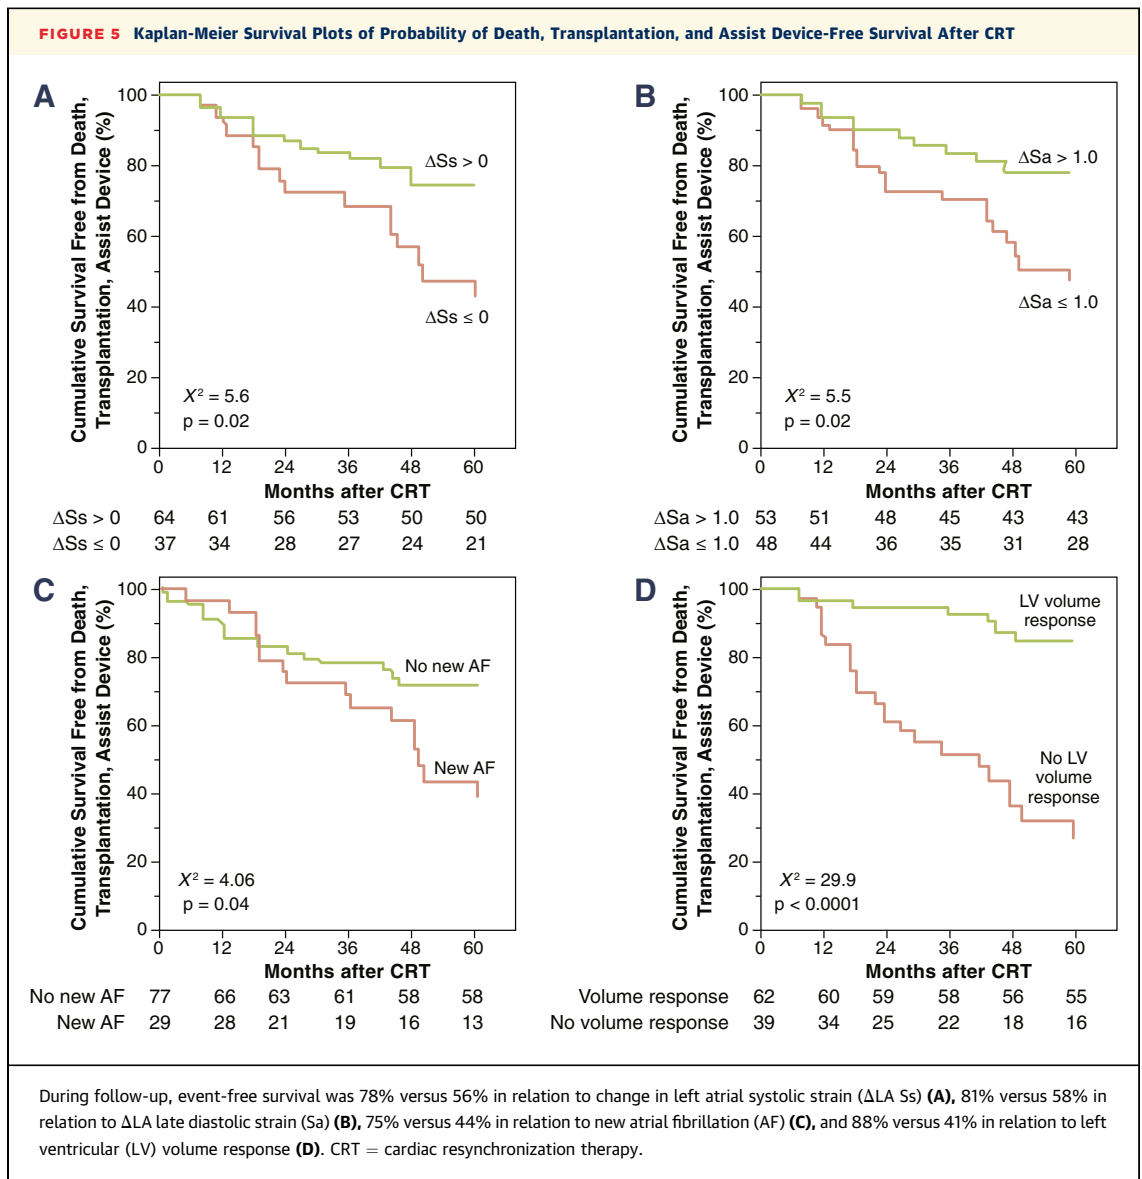 FIGURE 5 Kaplan-Meier Survival Plots of Probability of Death, Transplantation, and Assist Device-Free Survival After CRT
A
Cumulative Survival Free from Death,
Transplantation, Assist Device (%)
100
80
60
40
20
0
ΔSs > 0
ΔSs ≤ 0
X² = 5.6
p = 0.02
0 12 24 36 48 60
Months after CRT
ΔSs > 0 64 61 56 53 50 50
ΔSs ≤ 0 37 34 28 27 24 21
B
Cumulative Survival Free from Death,
Transplantation, Assist Device (%)
100
80
60
40
20
0
ΔSa > 1.0
ΔSa ≤ 1.0
X² = 5.5
p = 0.02
0 12 24 36 48 60
Months after CRT
ΔSa > 1.0 53 51 48 45 43 43
ΔSa ≤ 1.0 48 44 36 35 31 28
C
Cumulative Survival Free from Death,
Transplantation, Assist Device (%)
100
80
60
40
20
0
No new AF
New AF
X² = 4.06
p = 0.04
0 12 24 36 48 60
Months after CRT
No new AF 77 66 63 61 58 58
New AF 29 28 21 19 16 13
D
Cumulative Survival Free from Death,
Transplantation, Assist Device (%)
100
80
60
40
20
0
LV volume
response
No LV
volume
response
X² = 29.9
p < 0.0001
0 12 24 36 48 60
Months after CRT
Volume response 62 60 59 58 56 55
No volume response 39 34 25 22 18 16
During follow-up, event-free survival was 78% versus 56% in relation to change in left atrial systolic strain (ΔLA Ss) (A), 81% versus 58% in
relation to ΔLA late diastolic strain (Sa) (B), 75% versus 44% in relation to new atrial fibrillation (AF) (C), and 88% versus 41% in relation to left
ventricular (LV) volume response (D). CRT = cardiac resynchronization therapy.